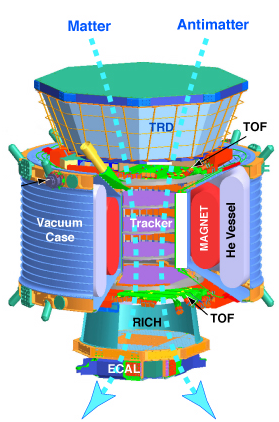 Matter
Antimatter
TRD
TOF
Vacuum
Case
Tracker
MAGNET
He Vessel
TOF
RICH
ECAL